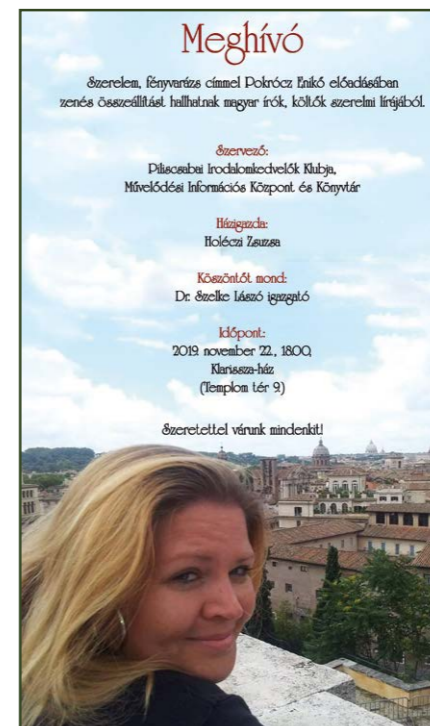 Meghívó
Szerelem, fényvarázs címmel Pokrócz Enikő előadásában
zenés összeállítást hallhatnak magyar írók, költők szerelmi lírájából.
Szervező:
Piliscsabai Irodalomkedvelők Klubja,
Művelődési Információs Központ és Könyvtár
Házigazda:
Holéczi Zsuzsa
Köszöntőt mond:
Dr. Szelke László igazgató
Időpont:
2019. november 22., 18.00,
Klarissza-ház
(Templom tér 9.)
Szeretettel várunk mindenkit!